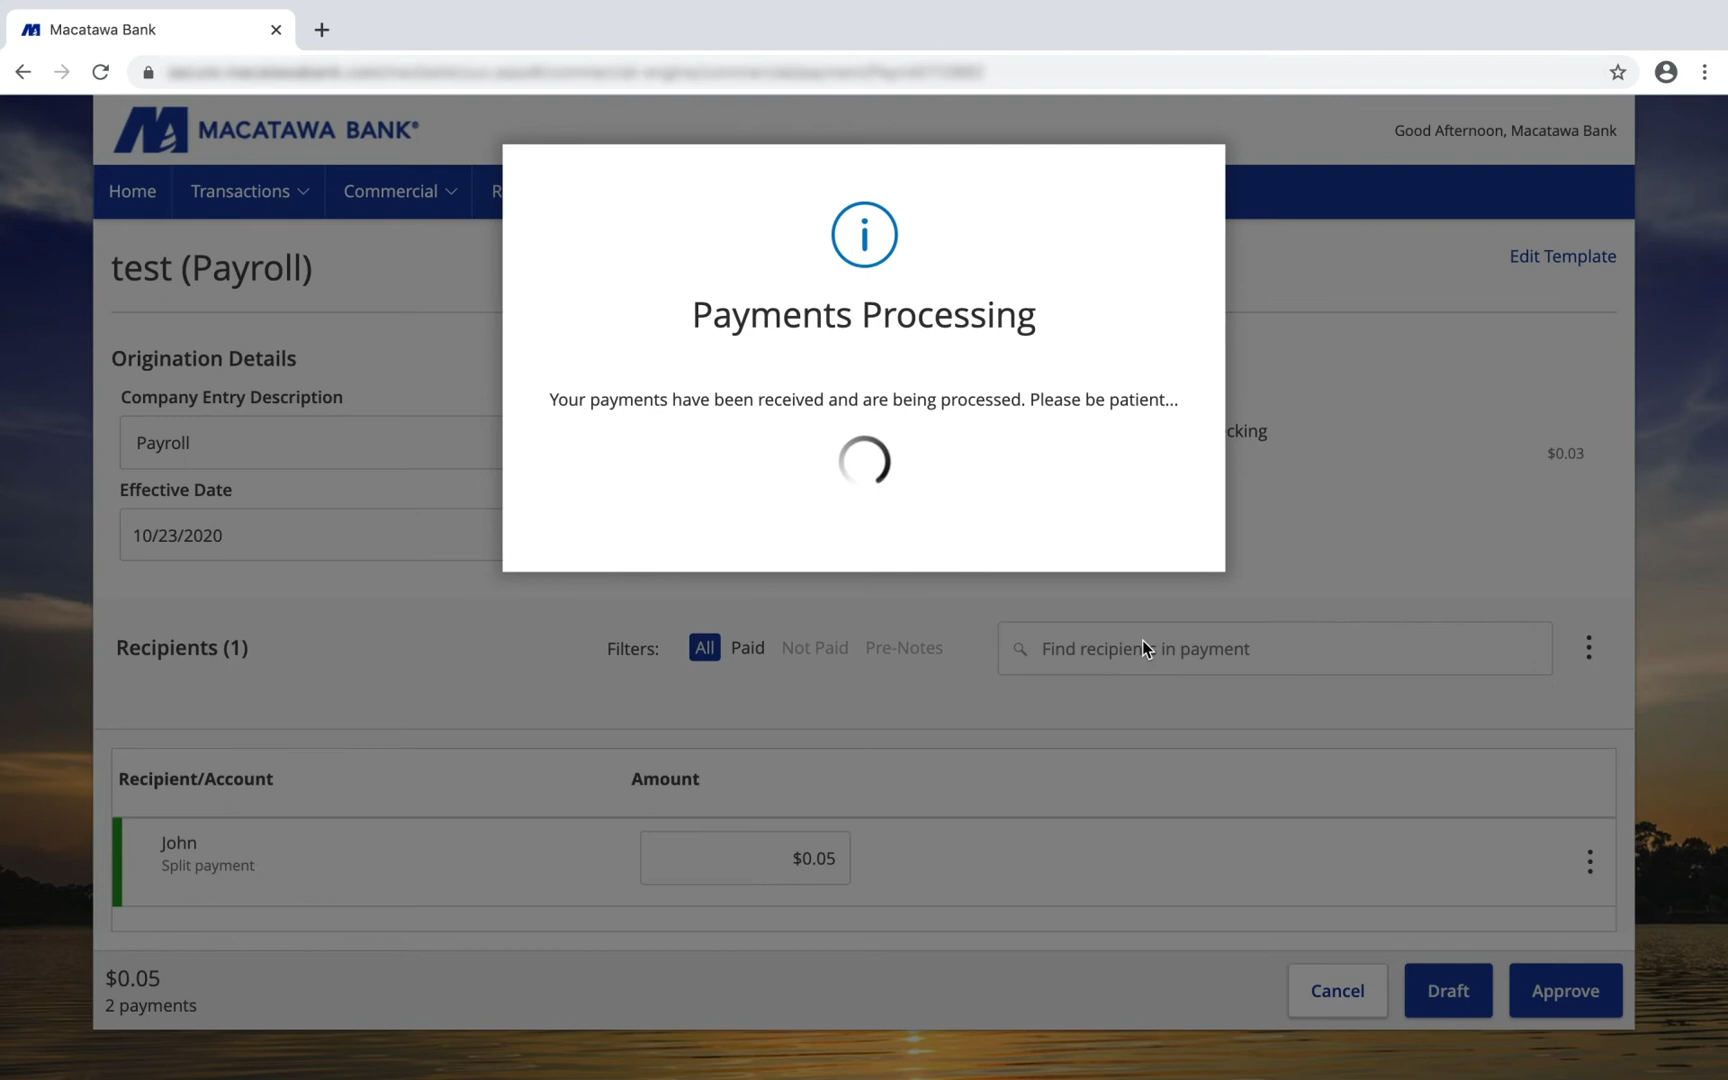 Macatawa Bank
MACATAWA BANK®
Good Afternoon, Macatawa Bank
Home Transactions Commercial R
test (Payroll)
Edit Template
Payments Processing
Your payments have been received and are being processed. Please be patient...
Origination Details
Company Entry Description
Payroll
cking
$0.03
Effective Date
10/23/2020
Recipients (1)
Filters: All Paid Not Paid Pre-Notes
Find recipients in payment
Recipient/Account Amount
John
Split payment
$0.05
$0.05
2 payments
Cancel Draft Approve